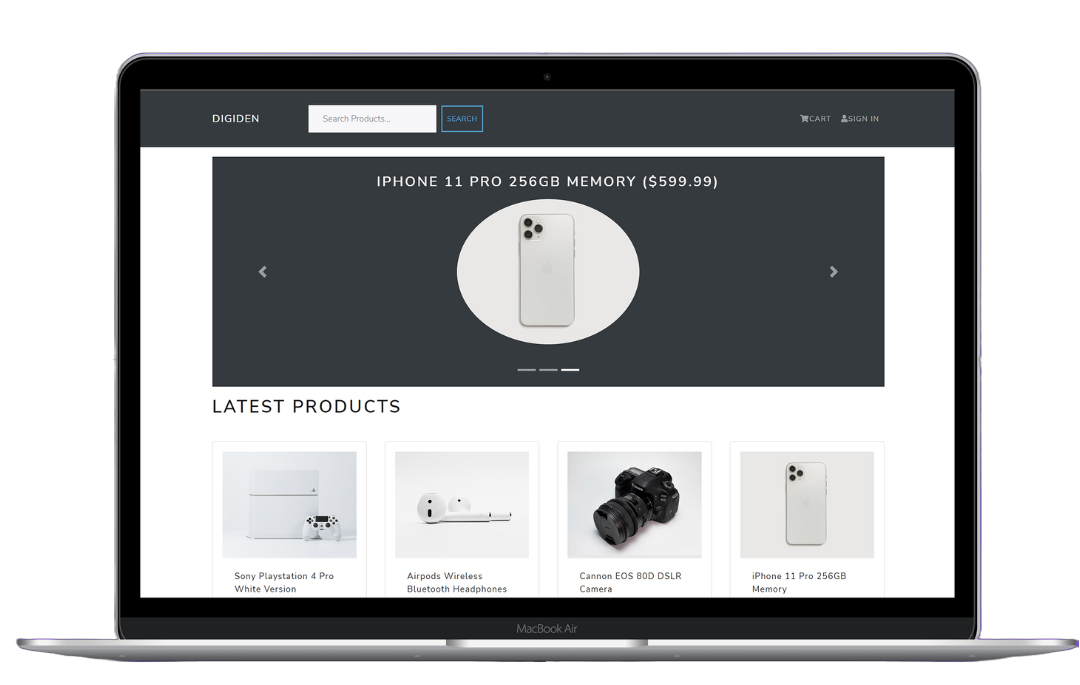 DIGIDEN
Search Products...
SEARCH
CART
SIGN IN
IPHONE 11 PRO 256GB MEMORY ($599.99)
LATEST PRODUCTS
Sony Playstation 4 Pro
White Version
Airpods Wireless
Bluetooth Headphones
Cannon EOS 80D DSLR
Camera
iPhone 11 Pro 256GB
Memory
MacBook Air